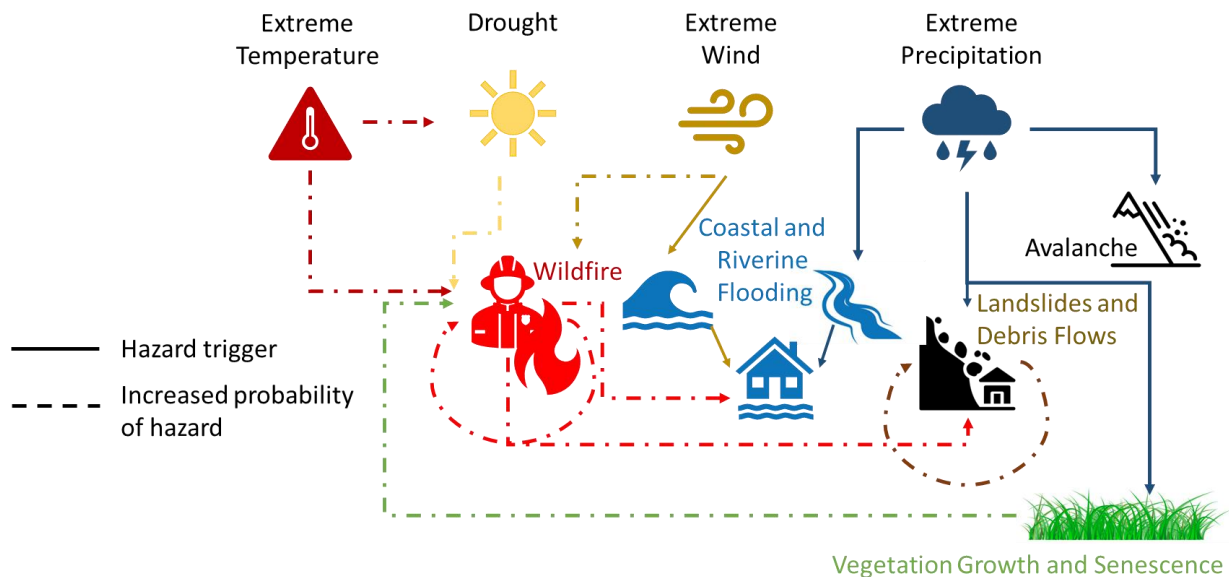 Extreme
Temperature
Drought
Extreme
Wind
Extreme
Precipitation
Avalanche
Coastal and
Riverine
Flooding
Wildfire
Landslides and
Debris Flows
Hazard trigger
Increased probability
of hazard
Vegetation Growth and Senescence